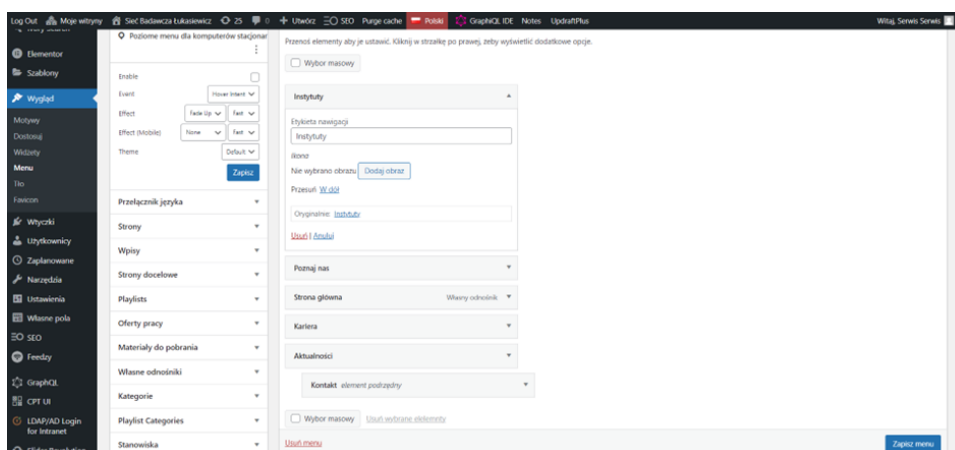 Log Out Moje witryny Sieć Badawcza Łukasiewicz 25 0 + Utwórz SEO Purge cache Polski GraphiQL IDE Notes UpdraftPlus Witaj, Serwis Serwis
Elementor
Szablony
Wygląd
Motywy
Dostosuj
Widżety
Menu
Tło
Favicon
Wtyczki
Użytkownicy
Zaplanowane
Narzędzia
Ustawienia
Własne pola
SEO
Feedzy
GraphQL
CPT UI
LDAP/AD Login
for Intranet
Poziome menu dla komputerów stacjonar
Enable
Event Hover Intent
Effect Fade Up Fast
Effect (Mobile) None Fast
Theme Default
Zapisz
Przełącznik języka
Strony
Wpisy
Strony docelowe
Playlists
Oferty pracy
Materiały do pobrania
Własne odnośniki
Kategorie
Playlist Categories
Stanowiska
Przenoś elementy aby je ustawić. Kliknij w strzałkę po prawej, żeby wyświetlić dodatkowe opcje.
Wybór masowy
Instytuty
Etykieta nawigacji
Instytuty
Ikona
Nie wybrano obrazu Dodaj obraz
Przesuń W dół
Oryginalnie: Instytuty
Usuń | Anuluj
Poznaj nas
Strona główna Własny odnośnik
Kariera
Aktualności
Kontakt element podrzędny
Wybór masowy Usuń wybrane elelemnty
Usuń menu Zapisz menu